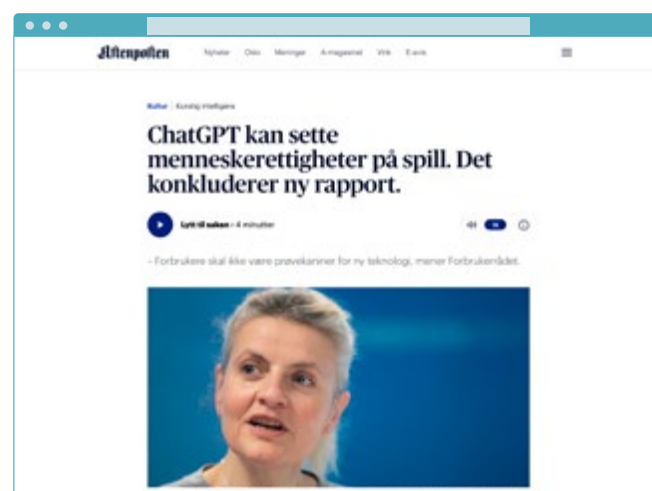 Aftenposten
Nyheter Oslo Meninger A-magasinet Vink E-avis
Kultur | Kunstig intelligens
ChatGPT kan sette
menneskerettigheter på spill. Det
konkluderer ny rapport.
Lytt til saken – 4 minutter
– Forbrukere skal ikke være prøvekaniner for ny teknologi, mener Forbrukerrådet.